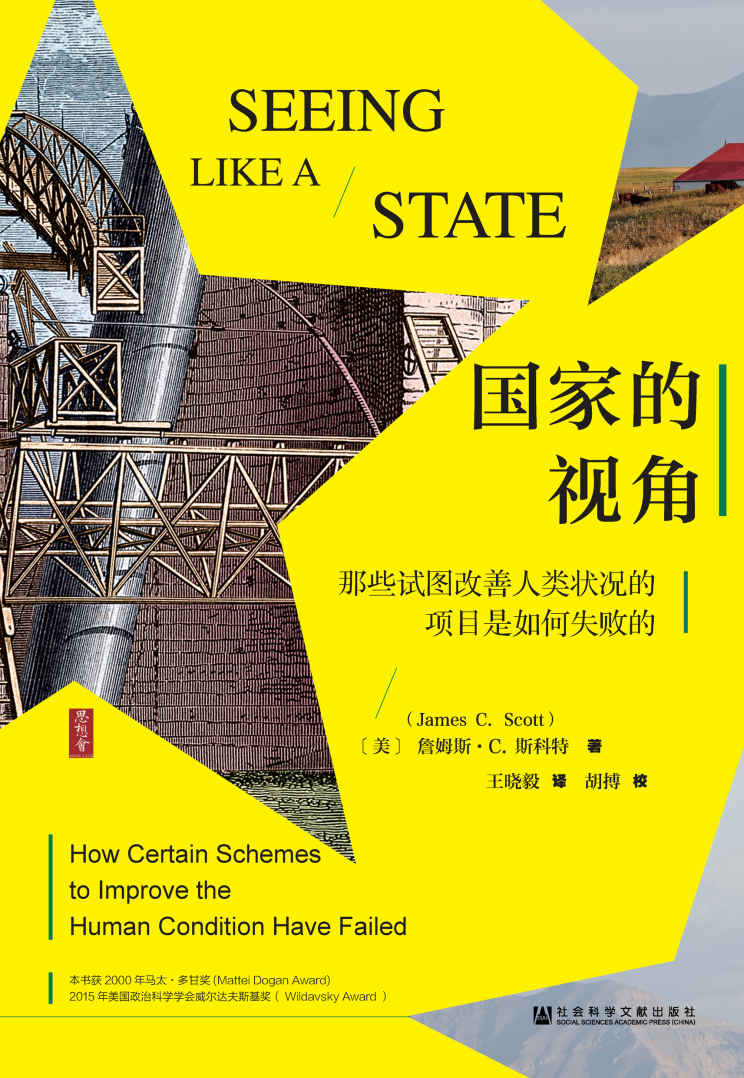 SEEING
LIKE A
STATE
国家的
视角
那些试图改善人类状况的
项目是如何失败的
（James C. Scott）
〔美〕 詹姆斯·C. 斯科特 著
王晓毅 译 胡搏 校
思想會
How Certain Schemes
to Improve the
Human Condition Have Failed
本书获 2000 年马太·多甘奖(Mattei Dogan Award)
2015 年美国政治科学学会威尔达夫斯基奖（ Wildavsky Award ）
社会科学文献出版社
SOCIAL SCIENCES ACADEMIC PRESS (CHINA)